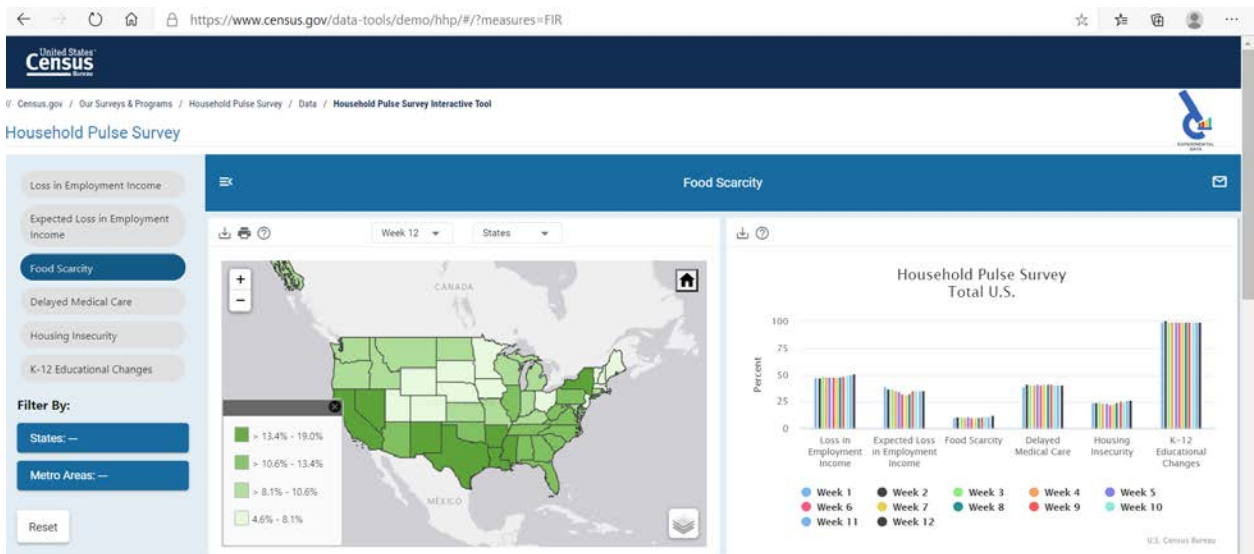 https://www.census.gov/data-tools/demo/hhp/#/?measures=FIR
United States™
Census
Bureau
// Census.gov / Our Surveys & Programs / Household Pulse Survey / Data / Household Pulse Survey Interactive Tool
Household Pulse Survey
EXPERIMENTAL
DATA
Loss in Employment Income
Expected Loss in Employment
Income
Food Scarcity
Delayed Medical Care
Housing Insecurity
K-12 Educational Changes
Filter By:
States: —
Metro Areas: —
Reset
Food Scarcity
Week 12
States
+
−
CANADA
MEXICO
> 13.4% - 19.0%
> 10.6% - 13.4%
> 8.1% - 10.6%
4.6% - 8.1%
Household Pulse Survey
Total U.S.
Percent
100
75
50
25
0
Loss in
Employment
Income
Expected Loss
in Employment
Income
Food Scarcity
Delayed
Medical Care
Housing
Insecurity
K-12
Educational
Changes
Week 1 Week 2 Week 3 Week 4 Week 5
Week 6 Week 7 Week 8 Week 9 Week 10
Week 11 Week 12
U.S. Census Bureau